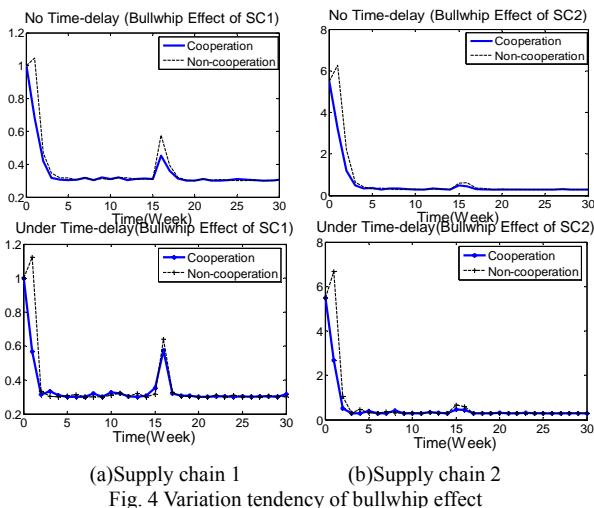 No Time-delay (Bullwhip Effect of SC1)
1.2
1
0.8
0.6
0.4
0.2
0 5 10 15 20 25 30
Time(Week)
Cooperation
Non-cooperation
No Time-delay (Bullwhip Effect of SC2)
8
6
4
2
0
0 5 10 15 20 25 30
Time(Week)
Cooperation
Non-cooperation
Under Time-delay(Bullwhip Effect of SC1)
1.2
1
0.8
0.6
0.4
0.2
0 5 10 15 20 25 30
Time(Week)
Cooperation
Non-cooperation
Under Time-delay(Bullwhip Effect of SC2)
8
6
4
2
0
0 5 10 15 20 25 30
Time(Week)
Cooperation
Non-cooperation
(a)Supply chain 1
(b)Supply chain 2
Fig. 4 Variation tendency of bullwhip effect